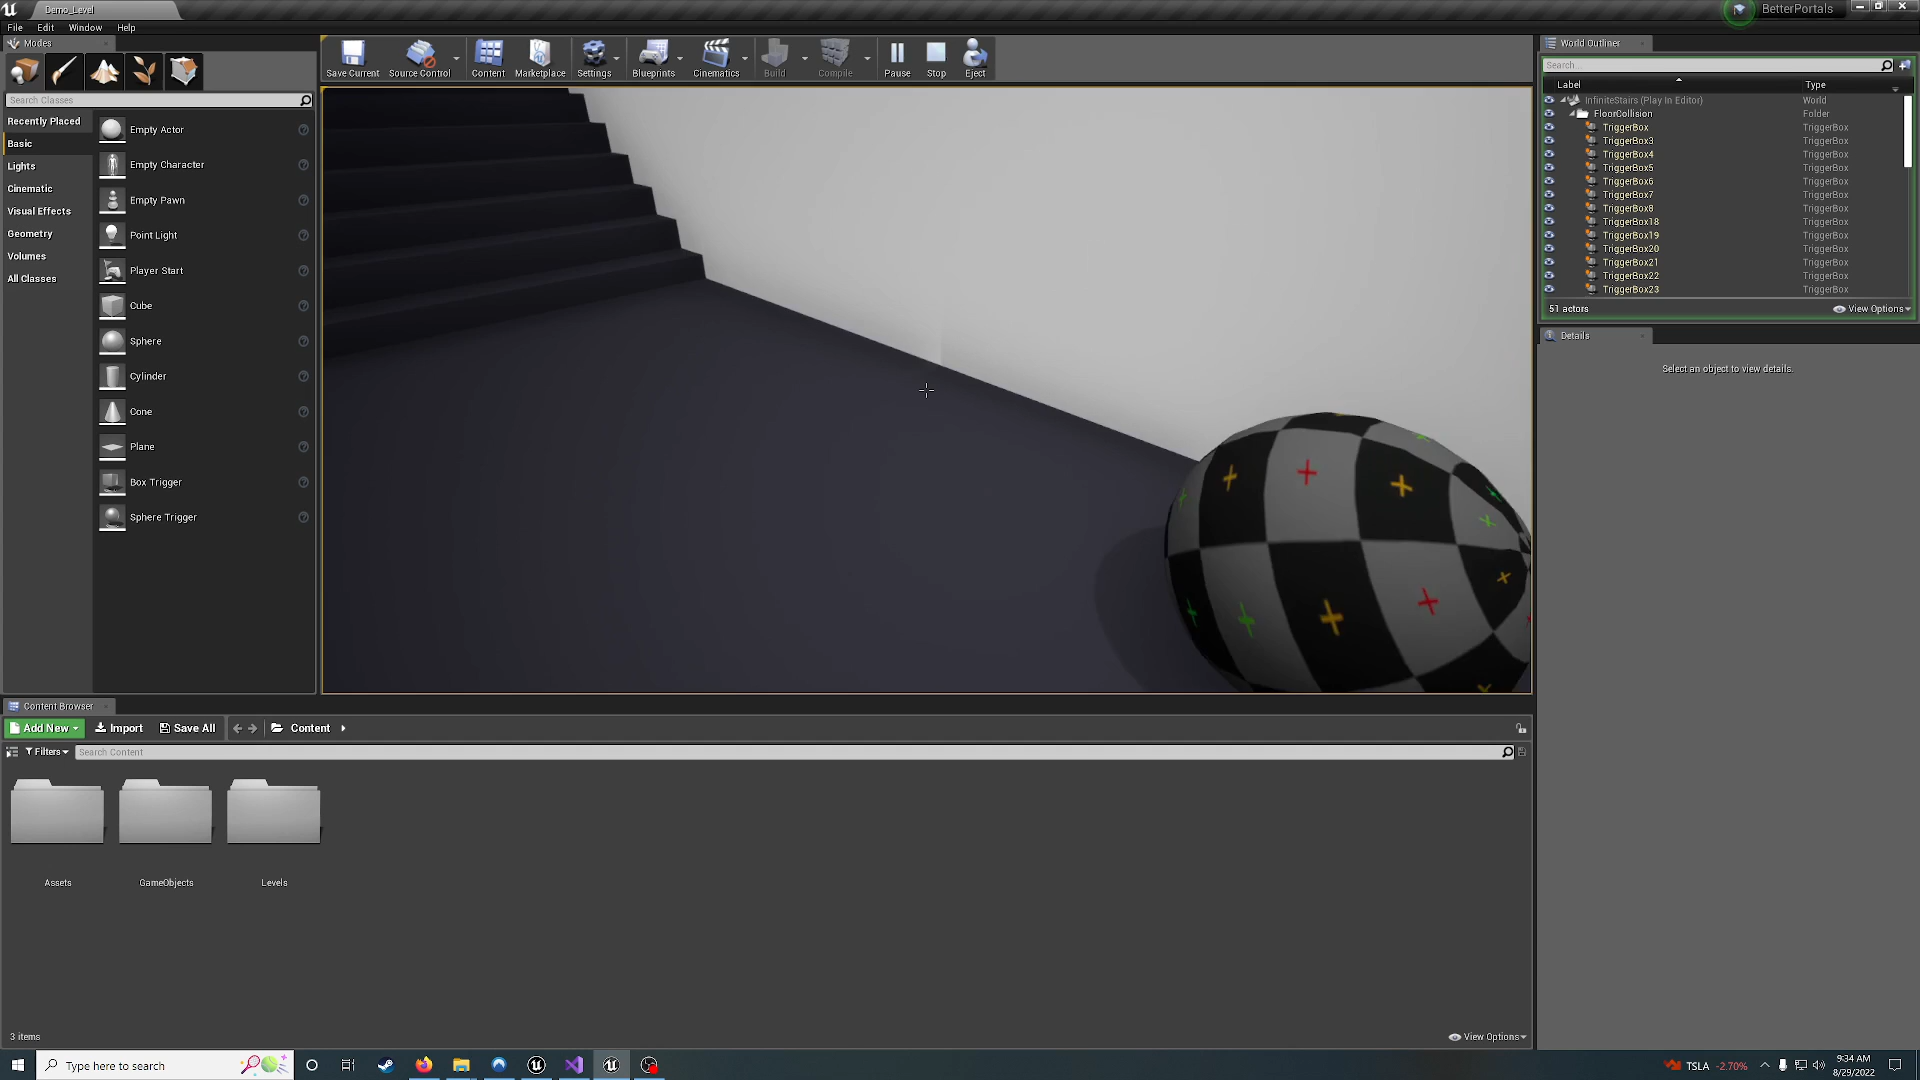 Demo_Level
BetterPortals
File Edit Window Help
Modes
Search Classes
Recently Placed
Basic
Lights
Cinematic
Visual Effects
Geometry
Volumes
All Classes
Empty Actor
Empty Character
Empty Pawn
Point Light
Player Start
Cube
Sphere
Cylinder
Cone
Plane
Box Trigger
Sphere Trigger
Save Current Source Control Content Marketplace Settings Blueprints Cinematics Build Compile Pause Stop Eject
World Outliner
Search...
Label Type
InfiniteStairs (Play In Editor) World
FloorCollision Folder
TriggerBox TriggerBox
TriggerBox3 TriggerBox
TriggerBox4 TriggerBox
TriggerBox5 TriggerBox
TriggerBox6 TriggerBox
TriggerBox7 TriggerBox
TriggerBox8 TriggerBox
TriggerBox18 TriggerBox
TriggerBox19 TriggerBox
TriggerBox20 TriggerBox
TriggerBox21 TriggerBox
TriggerBox22 TriggerBox
TriggerBox23 TriggerBox
51 actors View Options
Details
Select an object to view details.
Content Browser
Add New Import Save All Content
Filters Search Content
Assets GameObjects Levels
3 items View Options
Type here to search
TSLA -2.70%
9:34 AM
8/29/2022